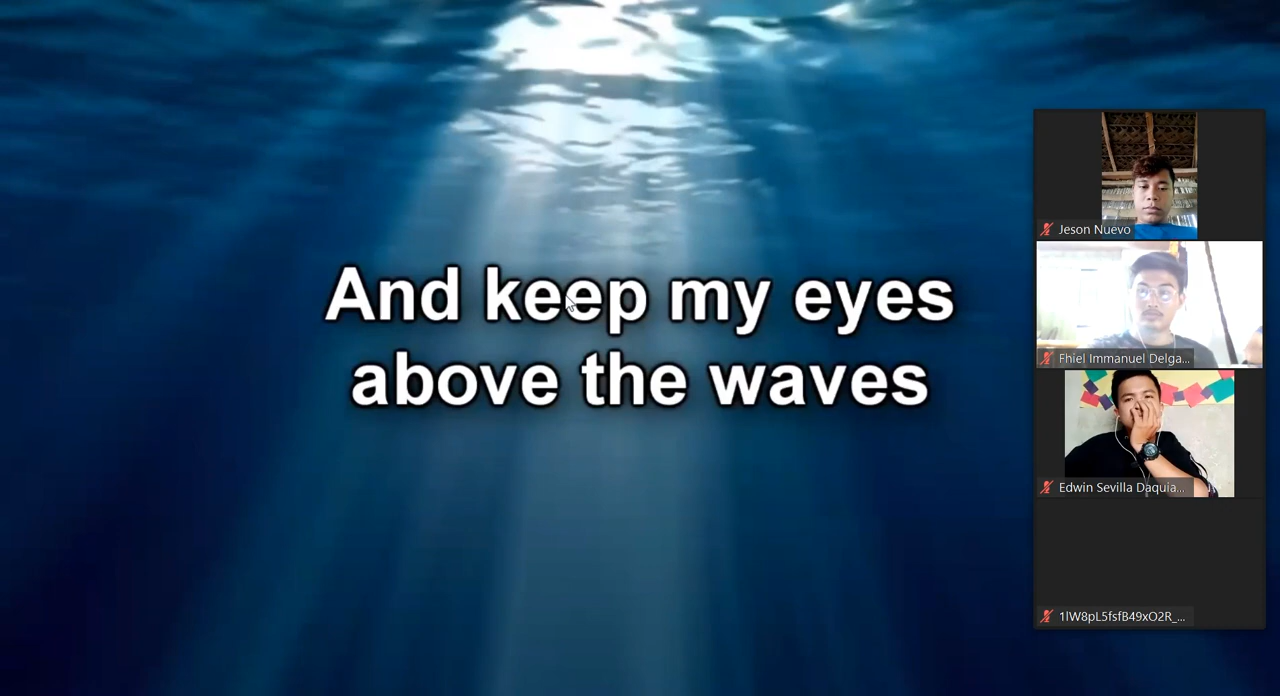 And keep my eyes
above the waves
Jeson Nuevo
Fhiel Immanuel Delga...
Edwin Sevilla Daquia...
1lW8pL5fsfB49xO2R_...